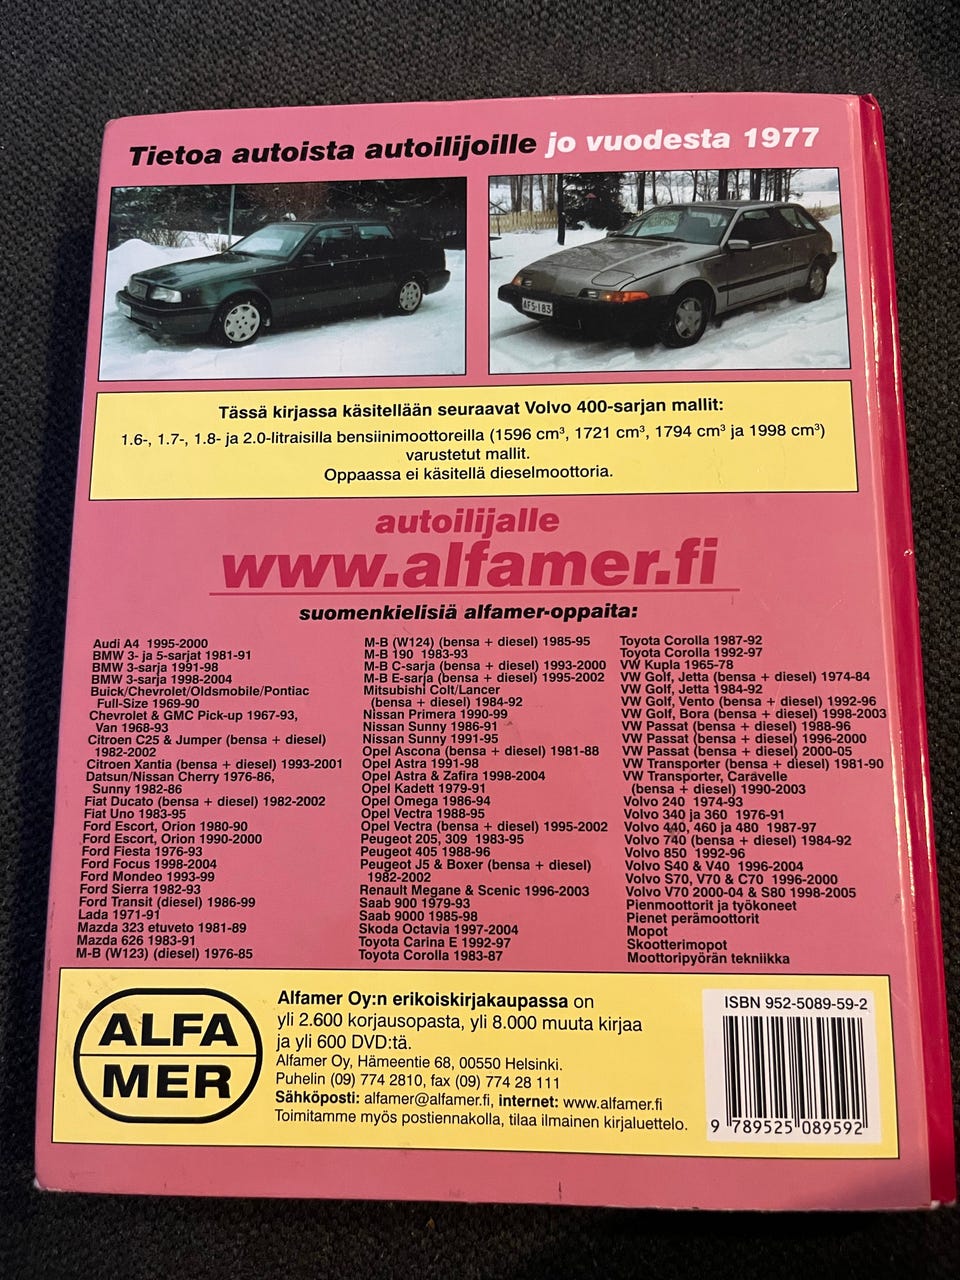 Tietoa autoista autoilijoille jo vuodesta 1977
AFS-183
Tässä kirjassa käsitellään seuraavat Volvo 400-sarjan mallit:
1.6-, 1.7-, 1.8- ja 2.0-litraisilla bensiinimoottoreilla (1596 cm³, 1721 cm³, 1794 cm³ ja 1998 cm³)
varustetut mallit.
Oppaassa ei käsitellä dieselmoottoria.
autoilijalle
www.alfamer.fi
suomenkielisiä alfamer-oppaita:
Audi A4 1995-2000
BMW 3- ja 5-sarjat 1981-91
BMW 3-sarja 1991-98
BMW 3-sarja 1998-2004
Buick/Chevrolet/Oldsmobile/Pontiac
Full-Size 1969-90
Chevrolet & GMC Pick-up 1967-93,
Van 1968-93
Citroen C25 & Jumper (bensa + diesel)
1982-2002
Citroen Xantia (bensa + diesel) 1993-2001
Datsun/Nissan Cherry 1976-86,
Sunny 1982-86
Fiat Ducato (bensa + diesel) 1982-2002
Fiat Uno 1983-95
Ford Escort, Orion 1980-90
Ford Escort, Orion 1990-2000
Ford Fiesta 1976-93
Ford Focus 1998-2004
Ford Mondeo 1993-99
Ford Sierra 1982-93
Ford Transit (diesel) 1986-99
Lada 1971-91
Mazda 323 etuveto 1981-89
Mazda 626 1983-91
M-B (W123) (diesel) 1976-85
M-B (W124) (bensa + diesel) 1985-95
M-B 190 1983-93
M-B C-sarja (bensa + diesel) 1993-2000
M-B E-sarja (bensa + diesel) 1995-2002
Mitsubishi Colt/Lancer
(bensa + diesel) 1984-92
Nissan Primera 1990-99
Nissan Sunny 1986-91
Nissan Sunny 1991-95
Opel Ascona (bensa + diesel) 1981-88
Opel Astra 1991-98
Opel Astra & Zafira 1998-2004
Opel Kadett 1979-91
Opel Omega 1986-94
Opel Vectra 1988-95
Opel Vectra (bensa + diesel) 1995-2002
Peugeot 205, 309 1983-95
Peugeot 405 1988-96
Peugeot J5 & Boxer (bensa + diesel)
1982-2002
Renault Megane & Scenic 1996-2003
Saab 900 1979-93
Saab 9000 1985-98
Skoda Octavia 1997-2004
Toyota Carina E 1992-97
Toyota Corolla 1983-87
Toyota Corolla 1987-92
Toyota Corolla 1992-97
VW Kupla 1965-78
VW Golf, Jetta (bensa + diesel) 1974-84
VW Golf, Jetta 1984-92
VW Golf, Vento (bensa + diesel) 1992-96
VW Golf, Bora (bensa + diesel) 1998-2003
VW Passat (bensa + diesel) 1988-96
VW Passat (bensa + diesel) 1996-2000
VW Passat (bensa + diesel) 2000-05
VW Transporter (bensa + diesel) 1981-90
VW Transporter, Caravelle
(bensa + diesel) 1990-2003
Volvo 240 1974-93
Volvo 340 ja 360 1976-91
Volvo 440, 460 ja 480 1987-97
Volvo 740 (bensa + diesel) 1984-92
Volvo 850 1992-96
Volvo S40 & V40 1996-2004
Volvo S70, V70 & C70 1996-2000
Volvo V70 2000-04 & S80 1998-2005
Pienmoottorit ja työkoneet
Pienet perämoottorit
Mopot
Skootterimopot
Moottoripyörän tekniikka
ALFA
MER
Alfamer Oy:n erikoiskirjakaupassa on
yli 2.600 korjausopasta, yli 8.000 muuta kirjaa
ja yli 600 DVD:tä.
Alfamer Oy, Hämeentie 68, 00550 Helsinki.
Puhelin (09) 774 2810, fax (09) 774 28 111
Sähköposti: alfamer@alfamer.fi, internet: www.alfamer.fi
Toimitamme myös postiennakolla, tilaa ilmainen kirjaluettelo.
ISBN 952-5089-59-2
9 789525 089592